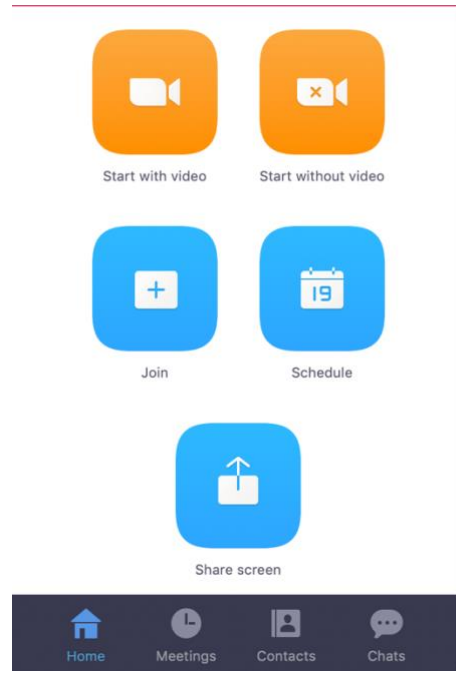 Start with video
Start without video
Join
19
Schedule
Share screen
Home
Meetings
Contacts
Chats